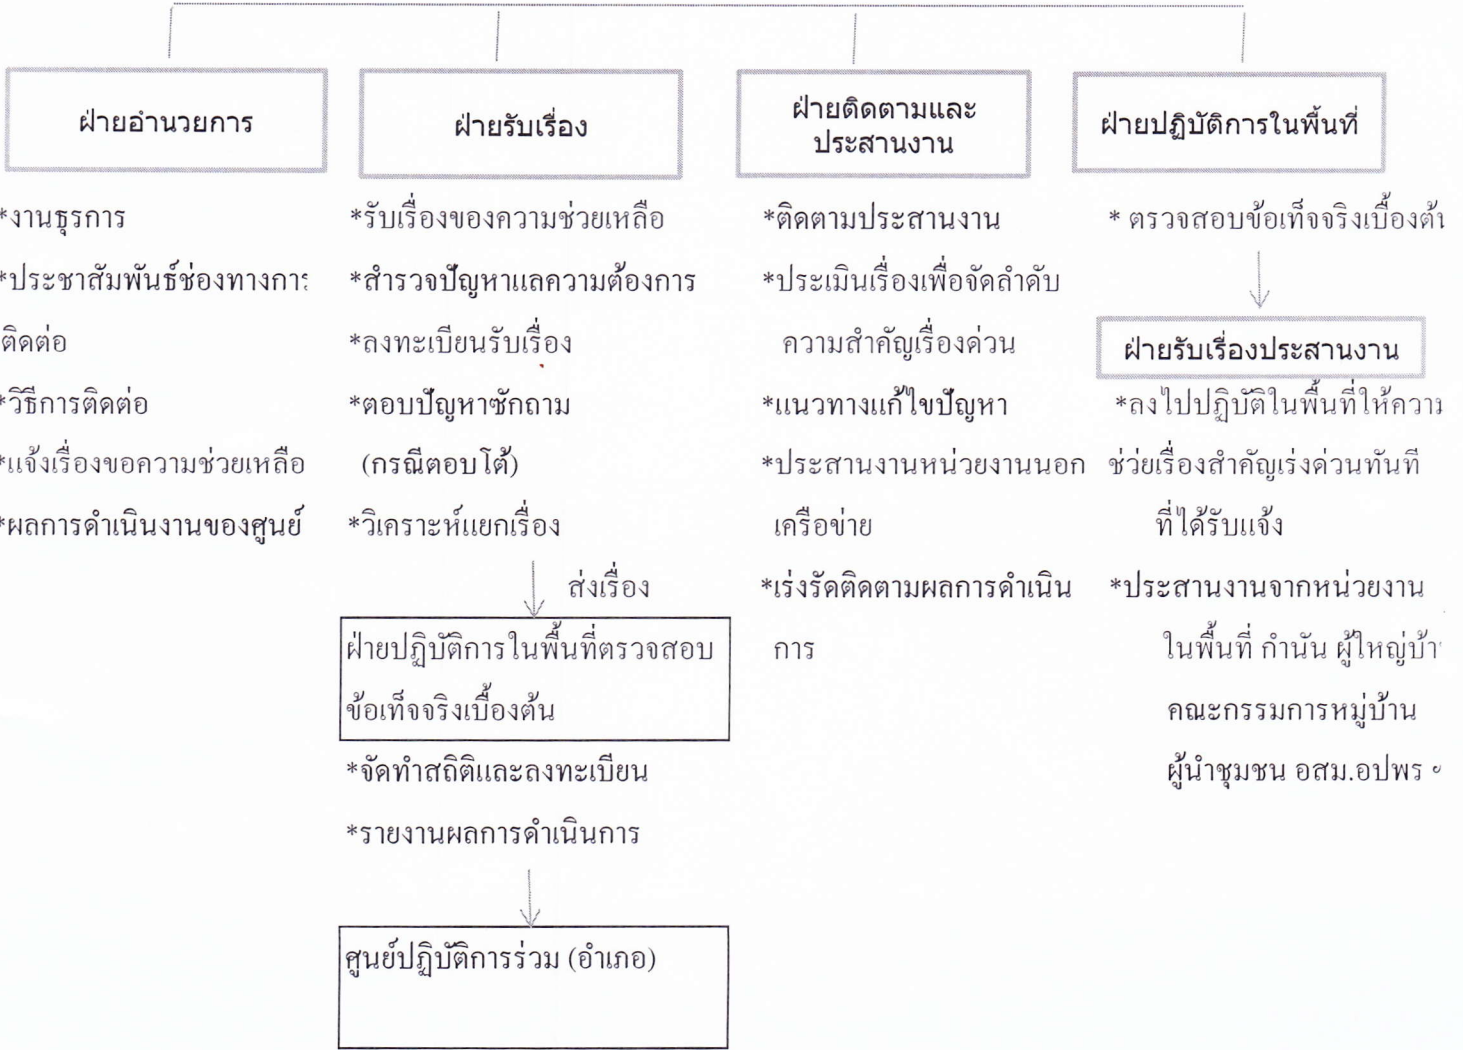 ฝ่ายอำนวยการ
*งานธุรการ
*ประชาสัมพันธ์ช่องทางการ
ติดต่อ
*วิธีการติดต่อ
*แจ้งเรื่องขอความช่วยเหลือ
*ผลการดำเนินงานของศูนย์
ฝ่ายรับเรื่อง
*รับเรื่องของความช่วยเหลือ
*สำรวจปัญหาแลความต้องการ
*ลงทะเบียนรับเรื่อง
*ตอบปัญหาซักถาม
(กรณีตอบโต้)
*วิเคราะห์แยกเรื่อง
ส่งเรื่อง
ฝ่ายปฏิบัติการในพื้นที่ตรวจสอบ
ข้อเท็จจริงเบื้องต้น
*จัดทำสถิติและลงทะเบียน
*รายงานผลการดำเนินการ
ศูนย์ปฏิบัติการร่วม (อำเภอ)
ฝ่ายติดตามและ
ประสานงาน
*ติดตามประสานงาน
*ประเมินเรื่องเพื่อจัดลำดับ
ความสำคัญเรื่องด่วน
*แนวทางแก้ไขปัญหา
*ประสานงานหน่วยงานนอก
เครือข่าย
*เร่งรัดติดตามผลการดำเนิน
การ
ฝ่ายปฏิบัติการในพื้นที่
* ตรวจสอบข้อเท็จจริงเบื้องต้น
ฝ่ายรับเรื่องประสานงาน
*ลงไปปฏิบัติในพื้นที่ให้ความ
ช่ว่ยเรื่องสำคัญเร่งด่วนทันที
ที่ได้รับแจ้ง
*ประสานงานจากหน่วยงาน
ในพื้นที่ กำนัน ผู้ใหญ่บ้า
คณะกรรมการหมู่บ้าน
ผู้นำชุมชน อสม.อปพร